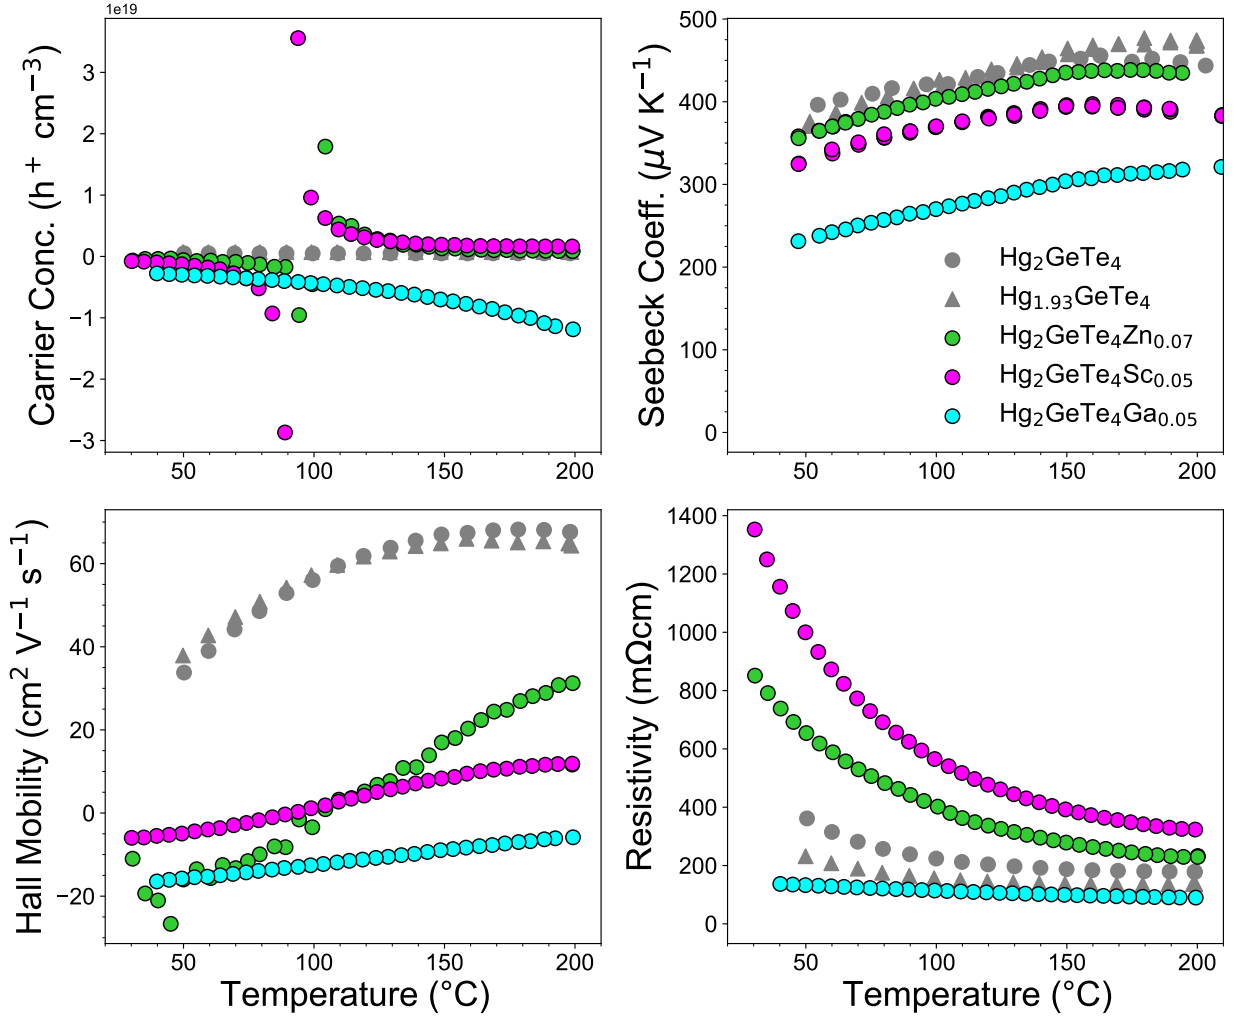 1e19
Carrier Conc. (h⁺ cm⁻³)
3
2
1
0
−1
−2
−3
50 100 150 200
Seebeck Coeff. (μV K⁻¹)
500
400
300
200
100
0
50 100 150 200
Hg₂GeTe₄
Hg₁.₉₃GeTe₄
Hg₂GeTe₄Zn₀.₀₇
Hg₂GeTe₄Sc₀.₀₅
Hg₂GeTe₄Ga₀.₀₅
Hall Mobility (cm² V⁻¹ s⁻¹)
60
40
20
0
−20
50 100 150 200
Temperature (°C)
Resistivity (mΩcm)
1400
1200
1000
800
600
400
200
0
50 100 150 200
Temperature (°C)